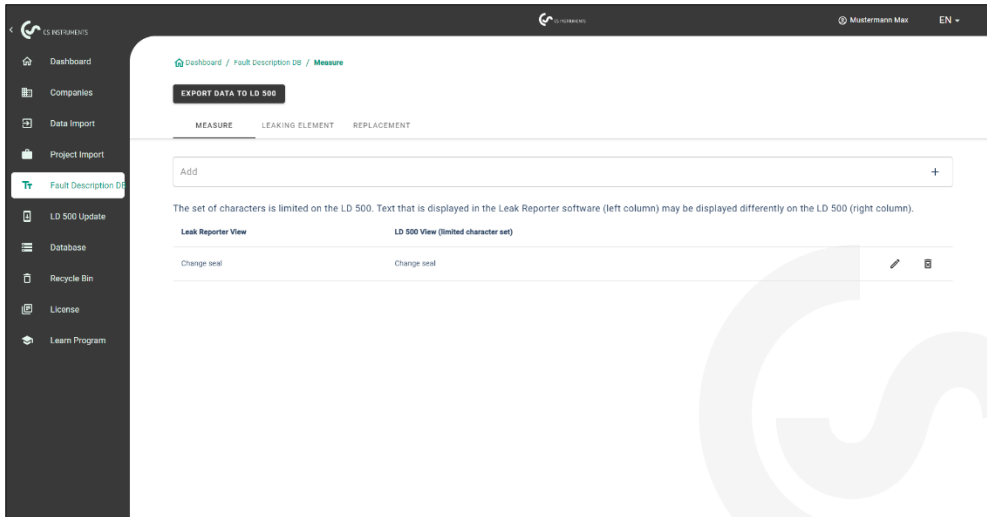 CS INSTRUMENTS
CS INSTRUMENTS
Mustermann Max
EN
Dashboard
Companies
Data Import
Project Import
Fault Description DB
LD 500 Update
Database
Recycle Bin
License
Learn Program
Dashboard / Fault Description DB / Measure
EXPORT DATA TO LD 500
MEASURE LEAKING ELEMENT REPLACEMENT
Add
The set of characters is limited on the LD 500. Text that is displayed in the Leak Reporter software (left column) may be displayed differently on the LD 500 (right column).
Leak Reporter View LD 500 View (limited character set)
Change seal Change seal